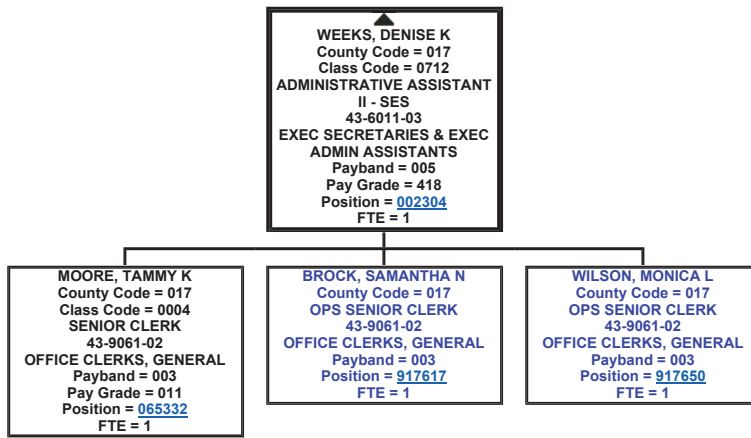 WEEKS, DENISE K
County Code = 017
Class Code = 0712
ADMINISTRATIVE ASSISTANT
II - SES
43-6011-03
EXEC SECRETARIES & EXEC
ADMIN ASSISTANTS
Payband = 005
Pay Grade = 418
Position = 002304
FTE = 1
MOORE, TAMMY K
County Code = 017
Class Code = 0004
SENIOR CLERK
43-9061-02
OFFICE CLERKS, GENERAL
Payband = 003
Pay Grade = 011
Position = 065332
FTE = 1
BROCK, SAMANTHA N
County Code = 017
OPS SENIOR CLERK
43-9061-02
OFFICE CLERKS, GENERAL
Payband = 003
Position = 917617
FTE = 1
WILSON, MONICA L
County Code = 017
OPS SENIOR CLERK
43-9061-02
OFFICE CLERKS, GENERAL
Payband = 003
Position = 917650
FTE = 1